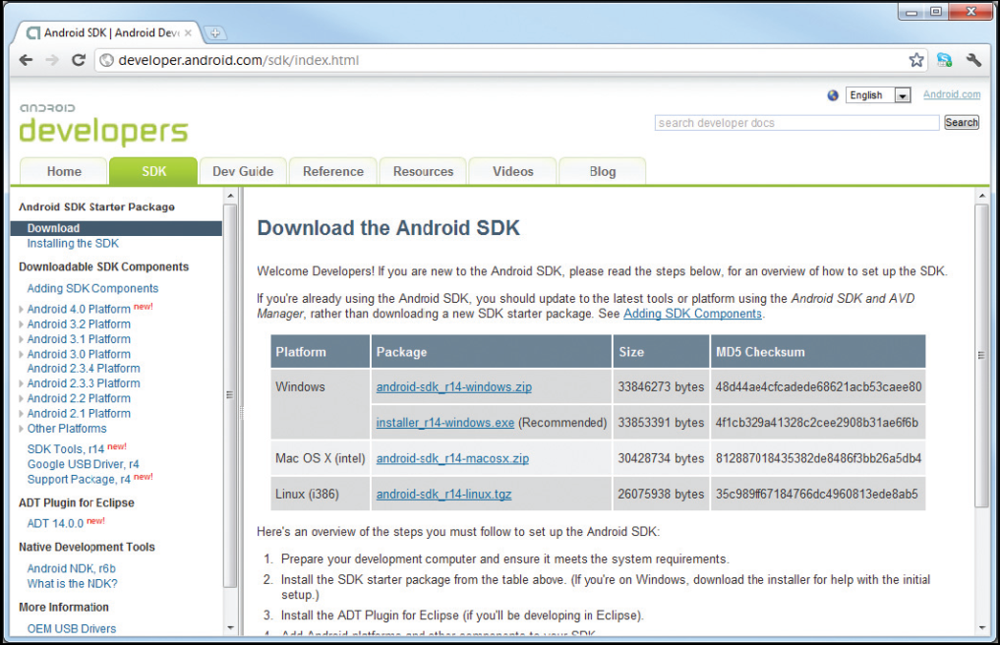 Android SDK | Android Deve
developer.android.com/sdk/index.html
English
Android.com
android
developers
search developer docs
Search
Home
SDK
Dev Guide
Reference
Resources
Videos
Blog
Android SDK Starter Package
Download
Installing the SDK
Downloadable SDK Components
Adding SDK Components
Android 4.0 Platform new!
Android 3.2 Platform
Android 3.1 Platform
Android 3.0 Platform
Android 2.3.4 Platform
Android 2.3.3 Platform
Android 2.2 Platform
Android 2.1 Platform
Other Platforms
SDK Tools, r14 new!
Google USB Driver, r4
Support Package, r4 new!
ADT Plugin for Eclipse
ADT 14.0.0 new!
Native Development Tools
Android NDK, r6b
What is the NDK?
More Information
OEM USB Drivers
Download the Android SDK
Welcome Developers! If you are new to the Android SDK, please read the steps below, for an overview of how to set up the SDK.
If you're already using the Android SDK, you should update to the latest tools or platform using the Android SDK and AVD
Manager, rather than downloading a new SDK starter package. See Adding SDK Components.
Platform Package Size MD5 Checksum
Windows android-sdk_r14-windows.zip 33846273 bytes 48d44ae4cfcadede68621acb53caee80
installer_r14-windows.exe (Recommended) 33853391 bytes 4f1cb329a41328c2cee2908b31ae6f6b
Mac OS X (intel) android-sdk_r14-macosx.zip 30428734 bytes 812887018435382de8486f3bb26a5db4
Linux (i386) android-sdk_r14-linux.tgz 26075938 bytes 35c989ff67184766dc4960813ede8ab5
Here's an overview of the steps you must follow to set up the Android SDK:
1. Prepare your development computer and ensure it meets the system requirements.
2. Install the SDK starter package from the table above. (If you're on Windows, download the installer for help with the initial
setup.)
3. Install the ADT Plugin for Eclipse (if you'll be developing in Eclipse).
4. Add Android platforms and other components to your SDK.